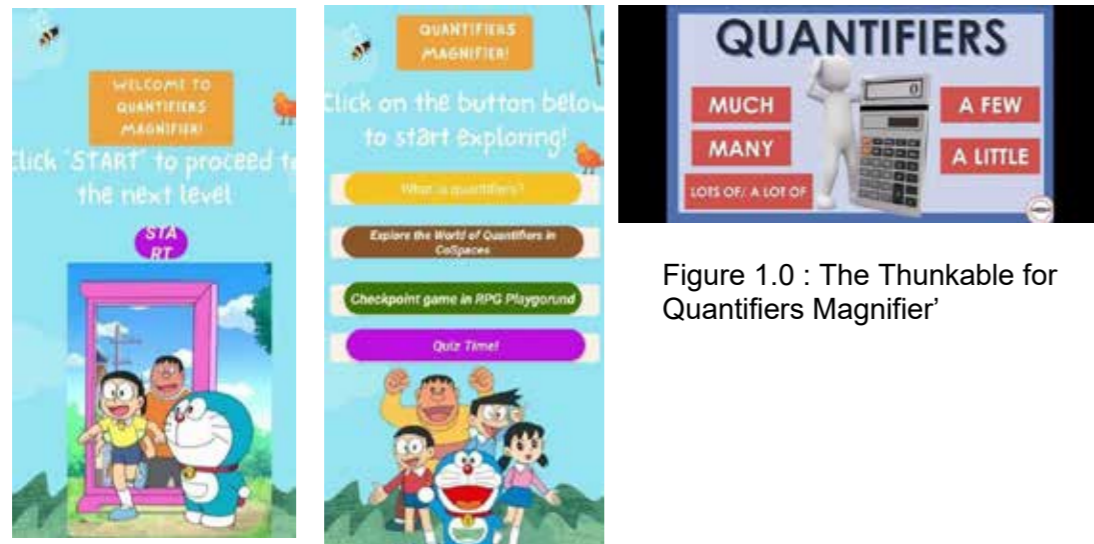 WELCOME TO
QUANTIFIERS
MAGNIFIER!
Click "START" to proceed to
the next level
STA
RT
QUANTIFIERS
MAGNIFIER!
Click on the button below
to start exploring!
What is quantifiers?
Explore the World of Quantifiers in
CoSpaces
Checkpoint game in RPG Playgorund
Quiz Time!
QUANTIFIERS
MUCH
MANY
LOTS OF/ A LOT OF
A FEW
A LITTLE
0
Figure 1.0 : The Thunkable for
Quantifiers Magnifier’